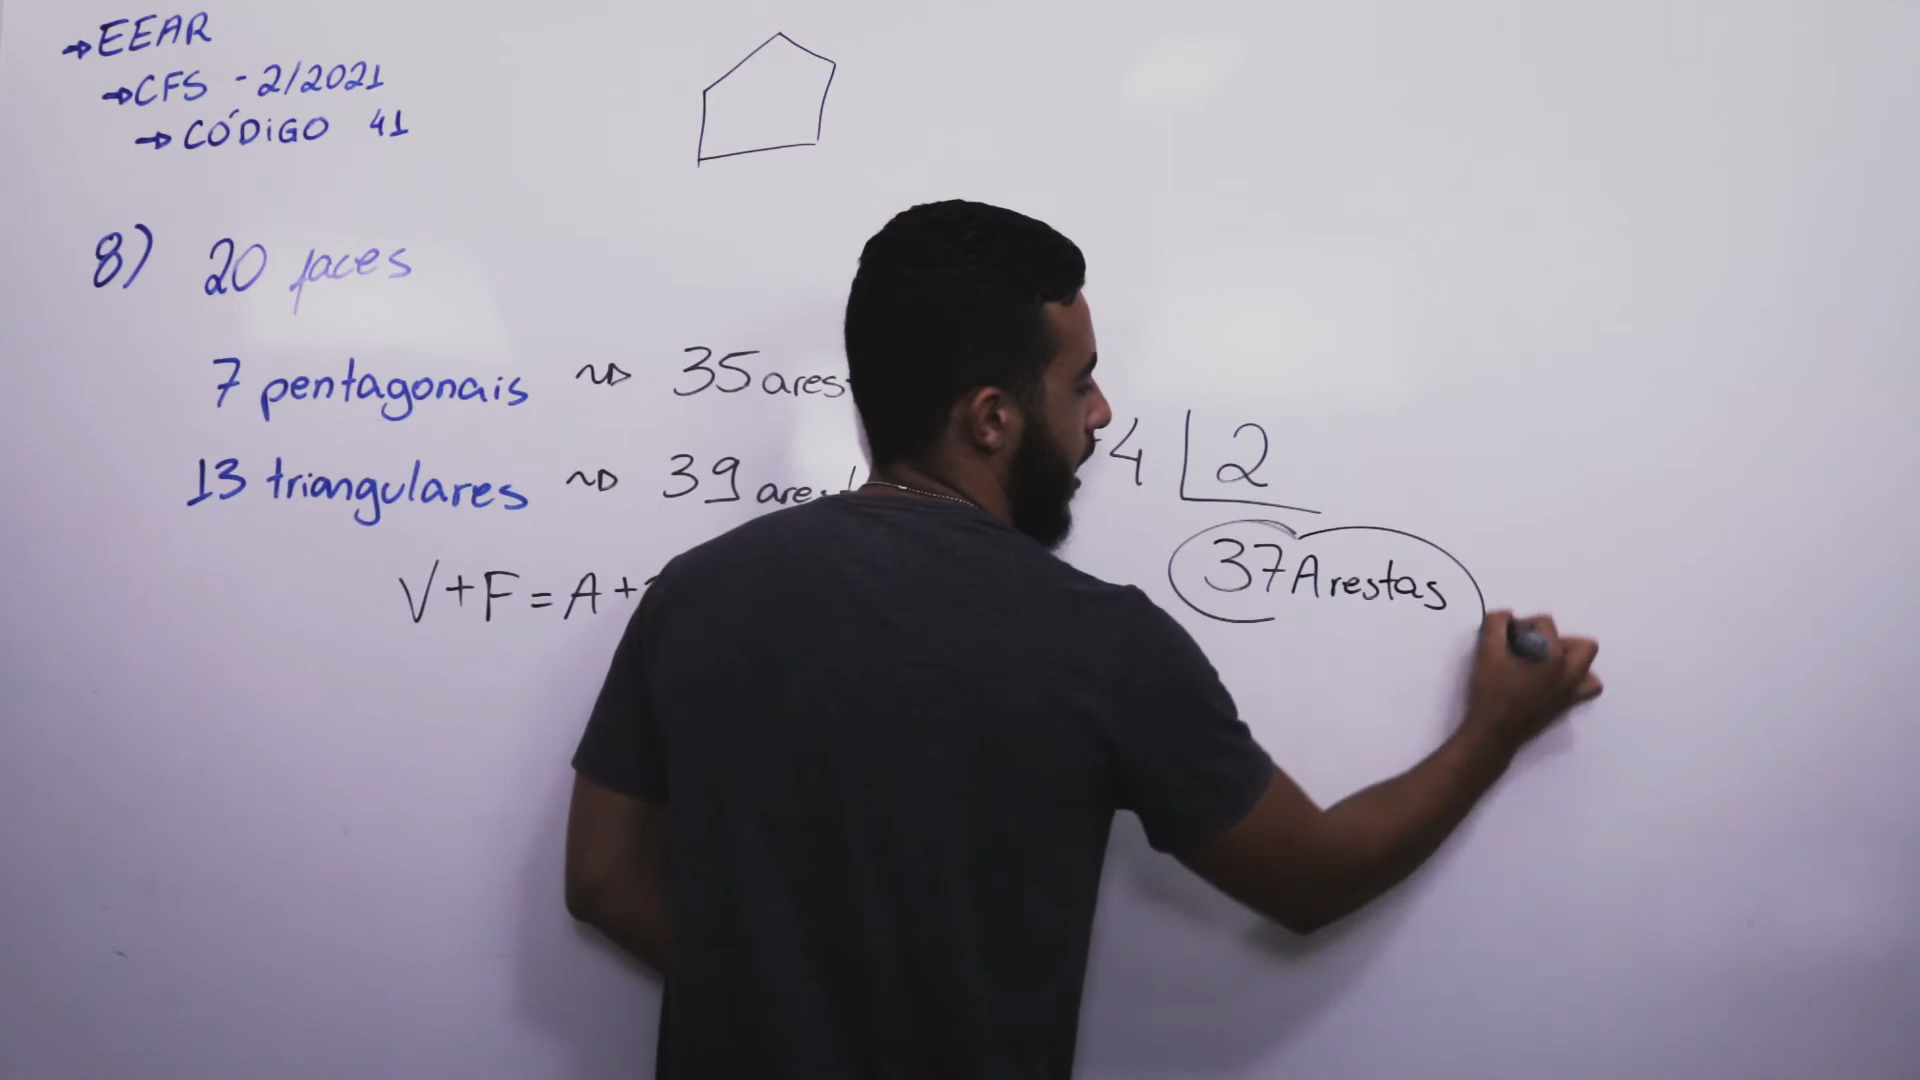 →EEAR
→CFS - 2/2021
→ CÓDIGO 41
8) 20 faces
7 pentagonais ~> 35
13 triangulares ~> 39
4 2
37 Arestas
V+F=A+